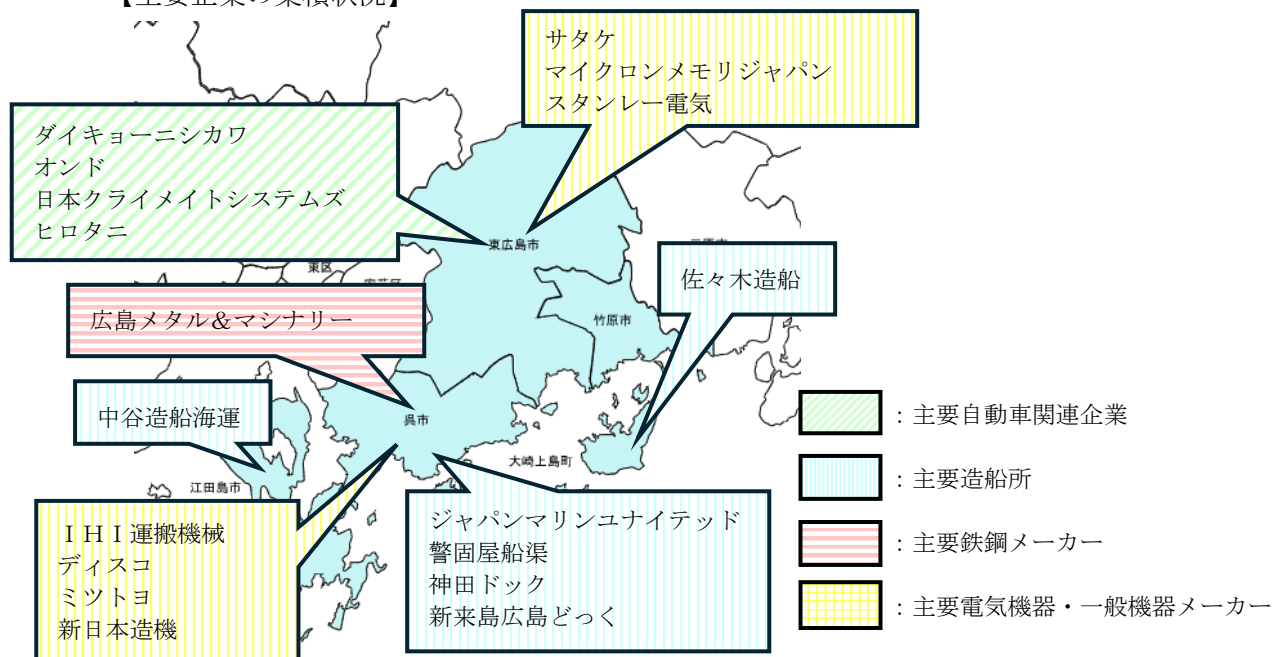 【主要企業の集積状況】
サタケ
マイクロンメモリジャパン
スタンレー電気
ダイキョーニシカワ
オンド
日本クライメイトシステムズ
ヒロタニ
東広島市
東区
佐々木造船
広島メタル＆マシナリー
竹原市
中谷造船海運
呉市
大崎上島町
江田島市
ＩＨＩ運搬機械
ディスコ
ミツトヨ
新日本造機
ジャパンマリンユナイテッド
警固屋船渠
神田ドック
新来島広島どっく
：主要自動車関連企業
：主要造船所
：主要鉄鋼メーカー
：主要電気機器・一般機器メーカー